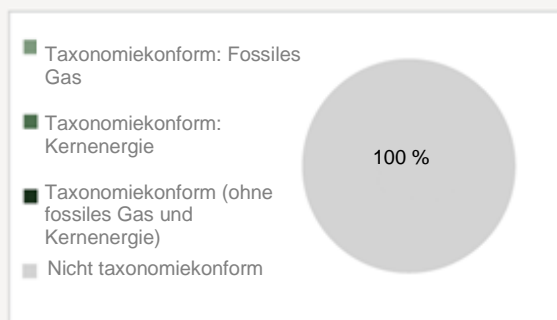 Taxonomiekonform: Fossiles
Gas
Taxonomiekonform:
Kernenergie
Taxonomiekonform (ohne
fossiles Gas und
Kernenergie)
Nicht taxonomiekonform
100 %